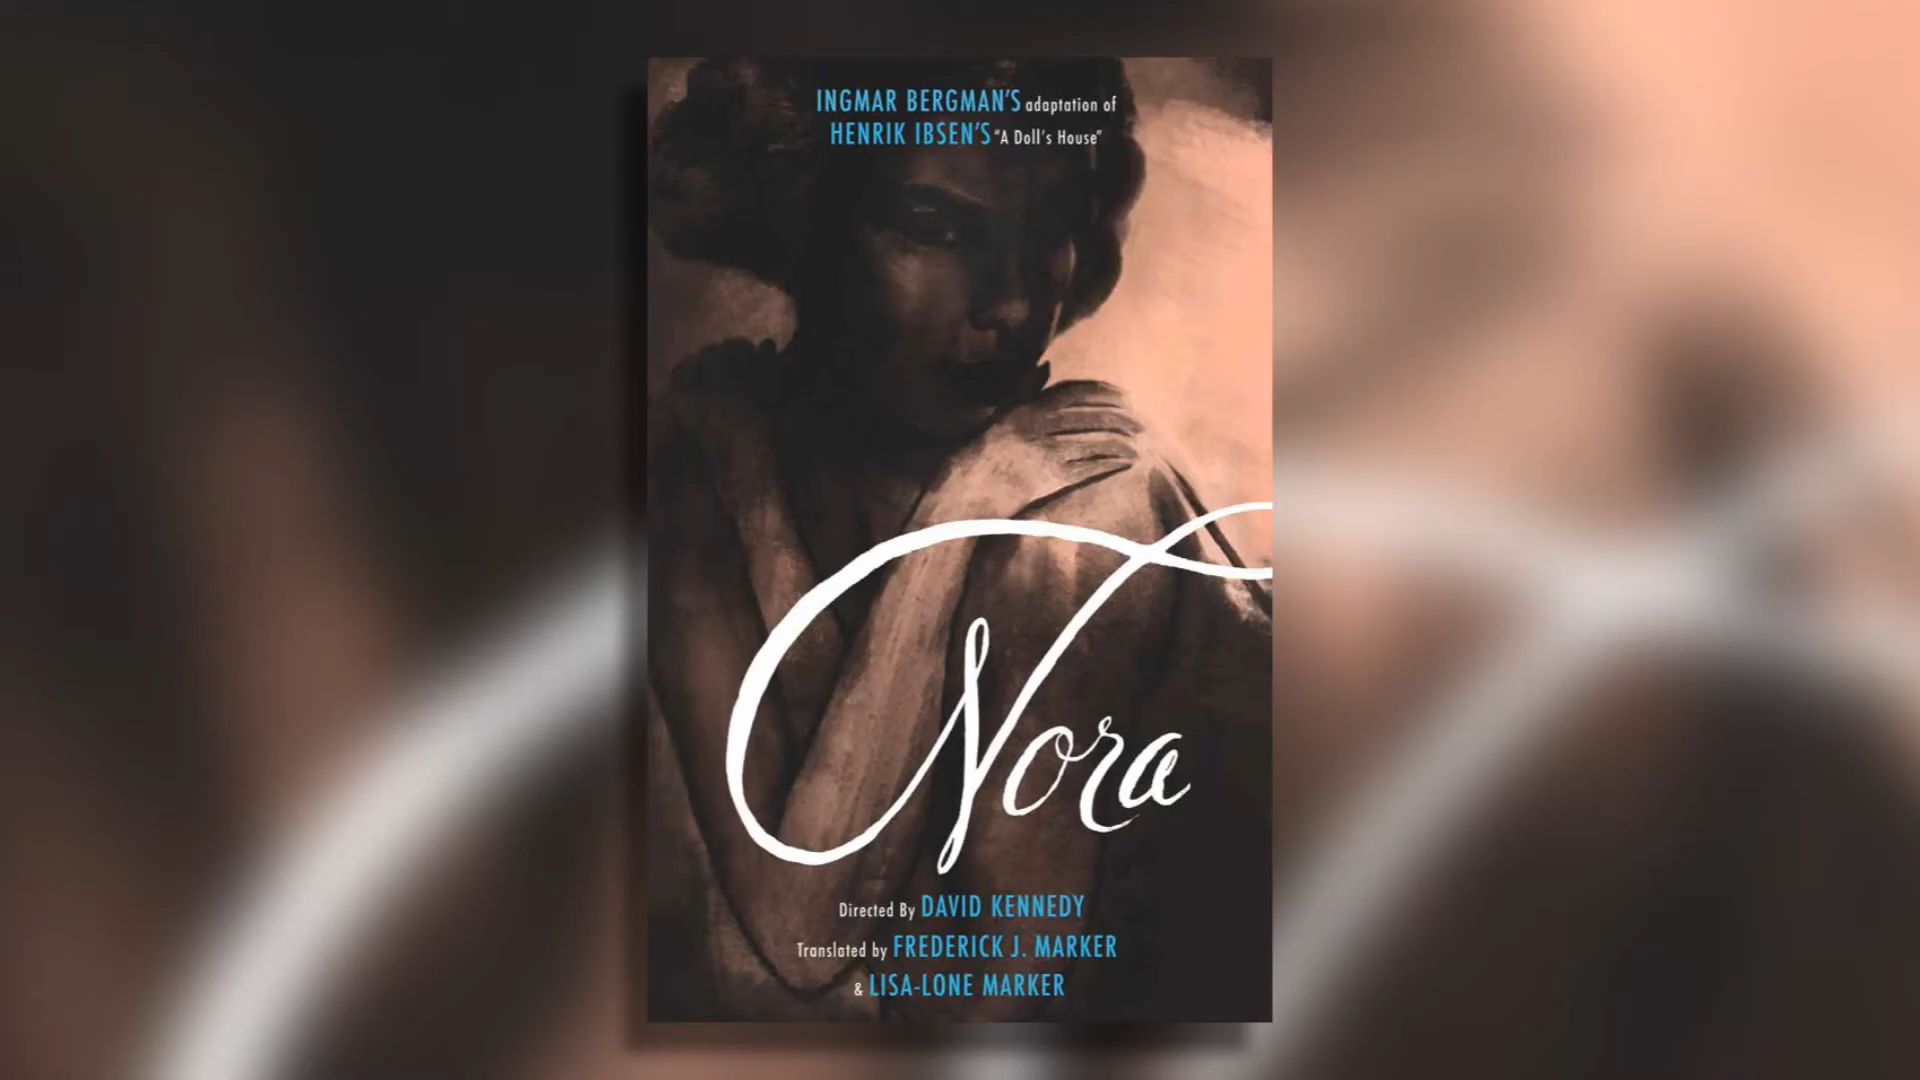 INGMAR BERGMAN'S adaptation of
HENRIK IBSEN'S "A Doll's House"
Nora
Directed By DAVID KENNEDY
Translated by FREDERICK J. MARKER
& LISA-LONE MARKER